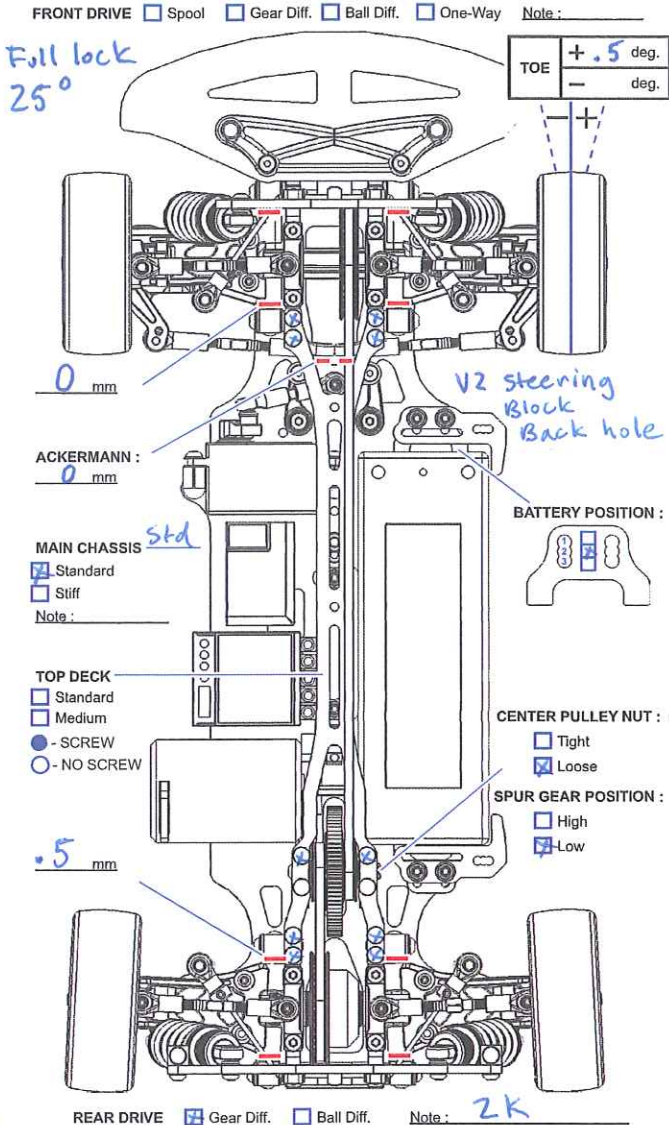 FRONT DRIVE Spool Gear Diff. Ball Diff. One-Way Note :
Full lock
25°
TOE + .5 deg.
- deg.
- +
0 mm
V2 steering
Block
Back hole
ACKERMANN :
0 mm
BATTERY POSITION :
1
2
3
MAIN CHASSIS std
Standard
Stiff
Note :
TOP DECK
Standard
Medium
- SCREW
- NO SCREW
CENTER PULLEY NUT :
Tight
Loose
SPUR GEAR POSITION :
High
Low
.5 mm
REAR DRIVE Gear Diff. Ball Diff. Note : 2K